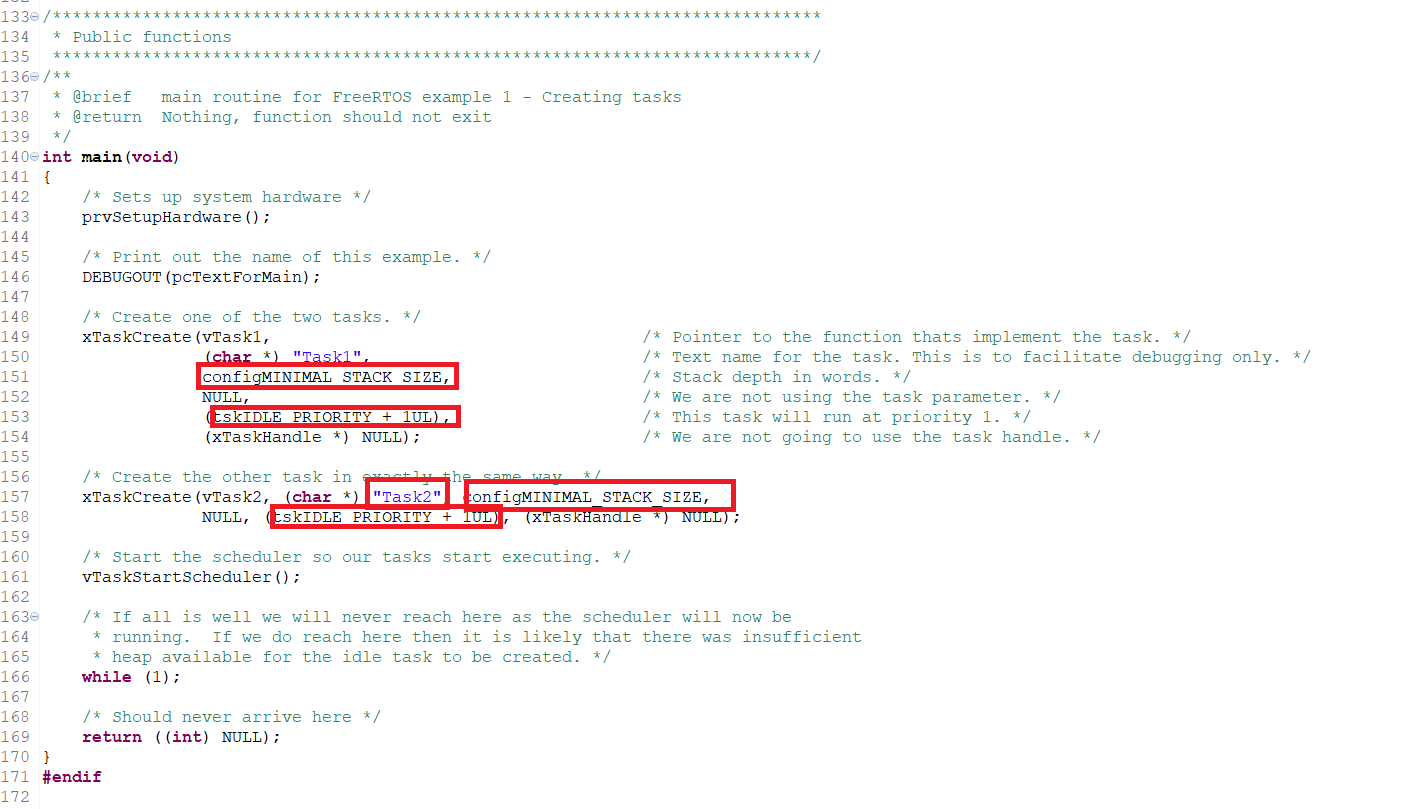 133 /*****************************************************************************
134  * Public functions
135  ****************************************************************************/
136 /**
137  * @brief   main routine for FreeRTOS example 1 - Creating tasks
138  * @return  Nothing, function should not exit
139  */
140 int main(void)
141 {
142     /* Sets up system hardware */
143     prvSetupHardware();
144
145     /* Print out the name of this example. */
146     DEBUGOUT(pcTextForMain);
147
148     /* Create one of the two tasks. */
149     xTaskCreate(vTask1,                                     /* Pointer to the function thats implement the task. */
150                 (char *) "Task1",                           /* Text name for the task. This is to facilitate debugging only. */
151                 configMINIMAL_STACK_SIZE,                   /* Stack depth in words. */
152                 NULL,                                       /* We are not using the task parameter. */
153                 (tskIDLE_PRIORITY + 1UL),                   /* This task will run at priority 1. */
154                 (xTaskHandle *) NULL);                      /* We are not going to use the task handle. */
155
156     /* Create the other task in exactly the same way. */
157     xTaskCreate(vTask2, (char *) "Task2", configMINIMAL_STACK_SIZE,
158                 NULL, (tskIDLE_PRIORITY + 1UL), (xTaskHandle *) NULL);
159
160     /* Start the scheduler so our tasks start executing. */
161     vTaskStartScheduler();
162
163     /* If all is well we will never reach here as the scheduler will now be
164      * running.  If we do reach here then it is likely that there was insufficient
165      * heap available for the idle task to be created. */
166     while (1);
167
168     /* Should never arrive here */
169     return ((int) NULL);
170 }
171 #endif
172